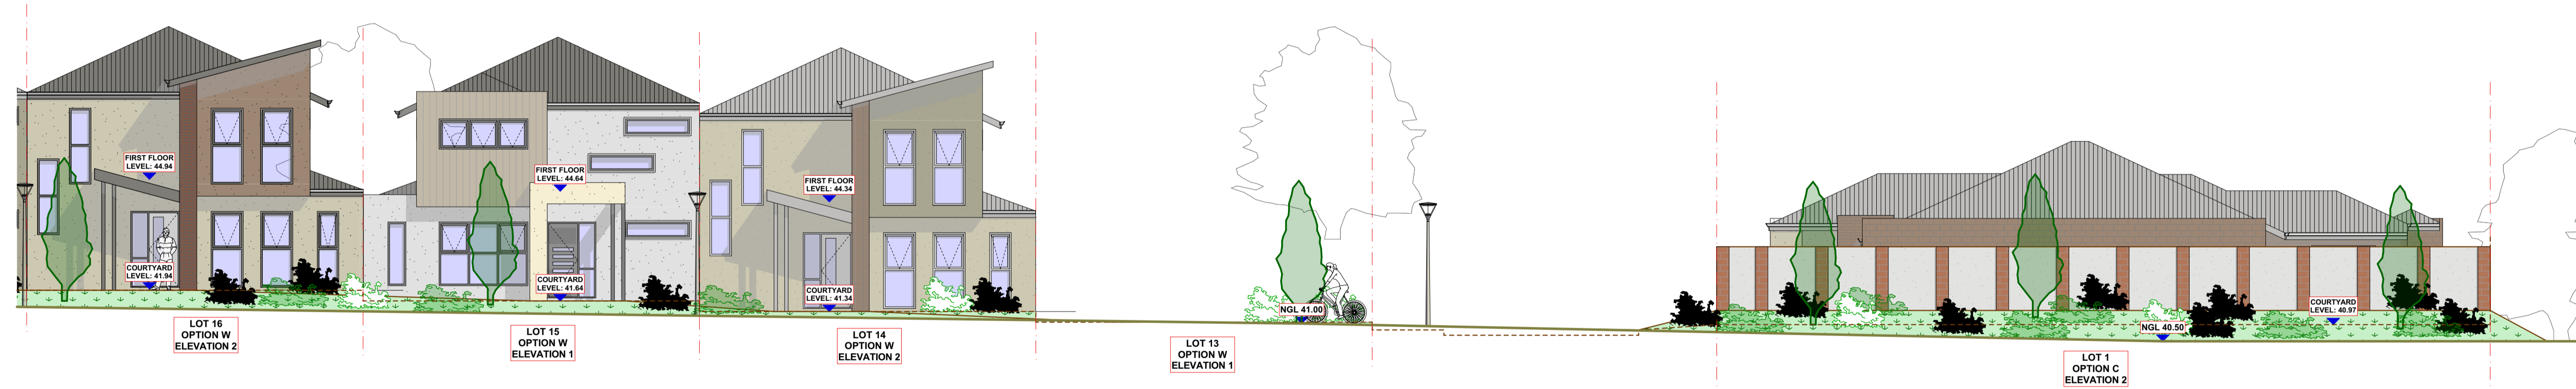 FIRST FLOOR
LEVEL: 44.94
COURTYARD
LEVEL: 41.94
LOT 16
OPTION W
ELEVATION 2
FIRST FLOOR
LEVEL: 44.64
COURTYARD
LEVEL: 41.64
LOT 15
OPTION W
ELEVATION 1
FIRST FLOOR
LEVEL: 44.34
COURTYARD
LEVEL: 41.34
LOT 14
OPTION W
ELEVATION 2
NGL 41.00
LOT 13
OPTION W
ELEVATION 1
COURTYARD
LEVEL: 40.97
NGL 40.50
LOT 1
OPTION C
ELEVATION 2